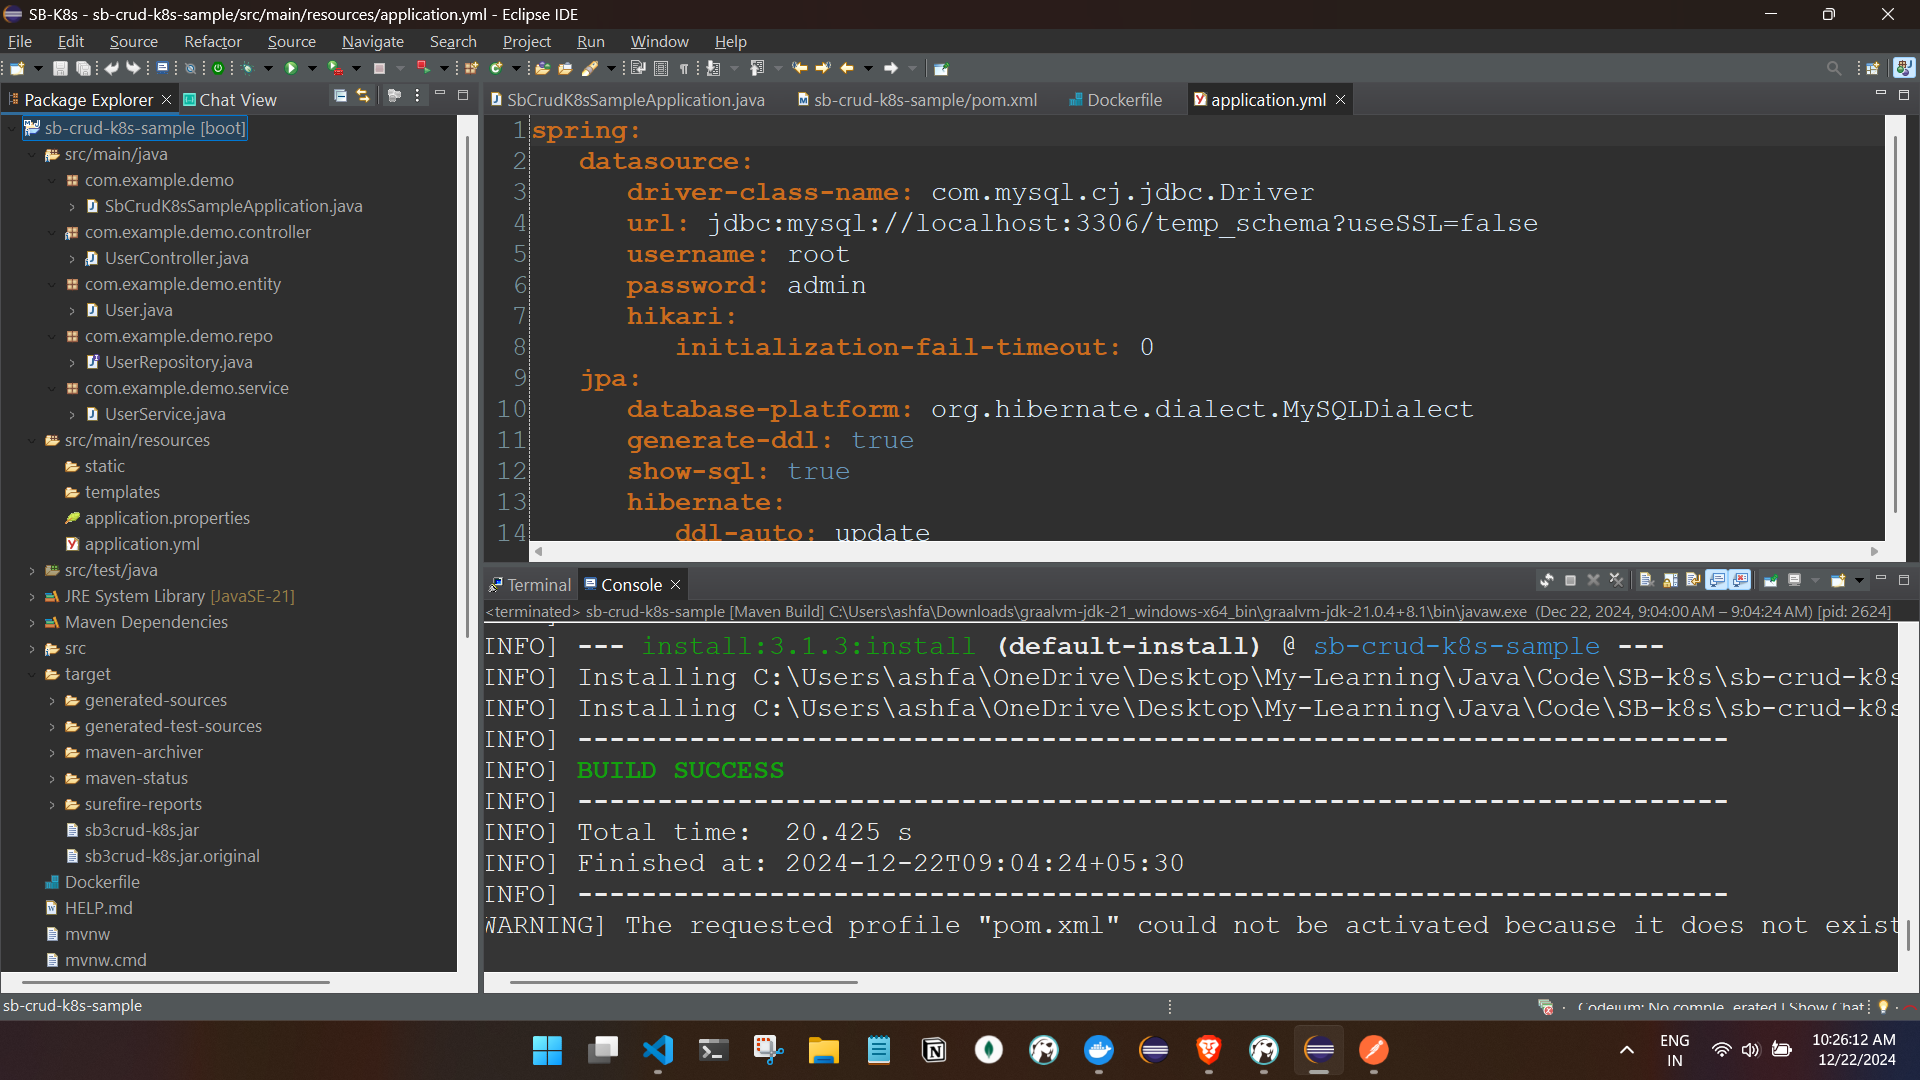 SB-K8s - sb-crud-k8s-sample/src/main/resources/application.yml - Eclipse IDE
File Edit Source Refactor Source Navigate Search Project Run Window Help
Package Explorer
Chat View
sb-crud-k8s-sample [boot]
src/main/java
com.example.demo
SbCrudK8sSampleApplication.java
com.example.demo.controller
UserController.java
com.example.demo.entity
User.java
com.example.demo.repo
UserRepository.java
com.example.demo.service
UserService.java
src/main/resources
static
templates
application.properties
application.yml
src/test/java
JRE System Library [JavaSE-21]
Maven Dependencies
src
target
generated-sources
generated-test-sources
maven-archiver
maven-status
surefire-reports
sb3crud-k8s.jar
sb3crud-k8s.jar.original
Dockerfile
HELP.md
mvnw
mvnw.cmd
SbCrudK8sSampleApplication.java
sb-crud-k8s-sample/pom.xml
Dockerfile
application.yml
1 spring:
2 datasource:
3 driver-class-name: com.mysql.cj.jdbc.Driver
4 url: jdbc:mysql://localhost:3306/temp_schema?useSSL=false
5 username: root
6 password: admin
7 hikari:
8 initialization-fail-timeout: 0
9 jpa:
10 database-platform: org.hibernate.dialect.MySQLDialect
11 generate-ddl: true
12 show-sql: true
13 hibernate:
14 ddl-auto: update
Terminal
Console
<terminated> sb-crud-k8s-sample [Maven Build] C:\Users\ashfa\Downloads\graalvm-jdk-21_windows-x64_bin\graalvm-jdk-21.0.4+8.1\bin\javaw.exe (Dec 22, 2024, 9:04:00 AM – 9:04:24 AM) [pid: 2624]
INFO] --- install:3.1.3:install (default-install) @ sb-crud-k8s-sample ---
INFO] Installing C:\Users\ashfa\OneDrive\Desktop\My-Learning\Java\Code\SB-k8s\sb-crud-k8s
INFO] Installing C:\Users\ashfa\OneDrive\Desktop\My-Learning\Java\Code\SB-k8s\sb-crud-k8s
INFO] ------------------------------------------------------------------------
INFO] BUILD SUCCESS
INFO] ------------------------------------------------------------------------
INFO] Total time:  20.425 s
INFO] Finished at: 2024-12-22T09:04:24+05:30
INFO] ------------------------------------------------------------------------
WARNING] The requested profile "pom.xml" could not be activated because it does not exist
sb-crud-k8s-sample
Codeium: No comple erated | Show Chat
ENG
IN
10:26:12 AM
12/22/2024